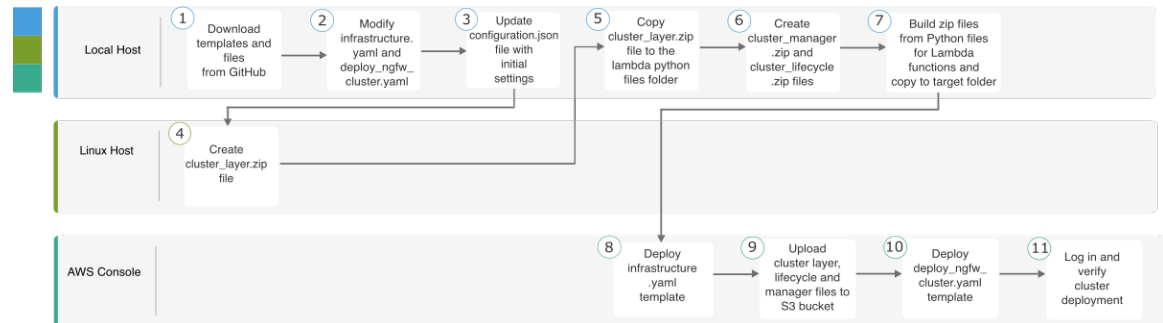 Local Host
1
Download
templates and
files
from GitHub
2
Modify
infrastructure.
yaml and
deploy_ngfw_
cluster.yaml
3
Update
configuration.json
file with
initial
settings
5
Copy
cluster_layer.zip
file to the
lambda python
files folder
6
Create
cluster_manager
.zip and
cluster_lifecycle
.zip files
7
Build zip files
from Python files
for Lambda
functions and
copy to target folder
Linux Host
4
Create
cluster_layer.zip
file
AWS Console
8
Deploy
infrastructure
.yaml
template
9
Upload
cluster layer,
lifecycle and
manager files to
S3 bucket
10
Deploy
deploy_ngfw_
cluster.yaml
template
11
Log in and
verify
cluster
deployment